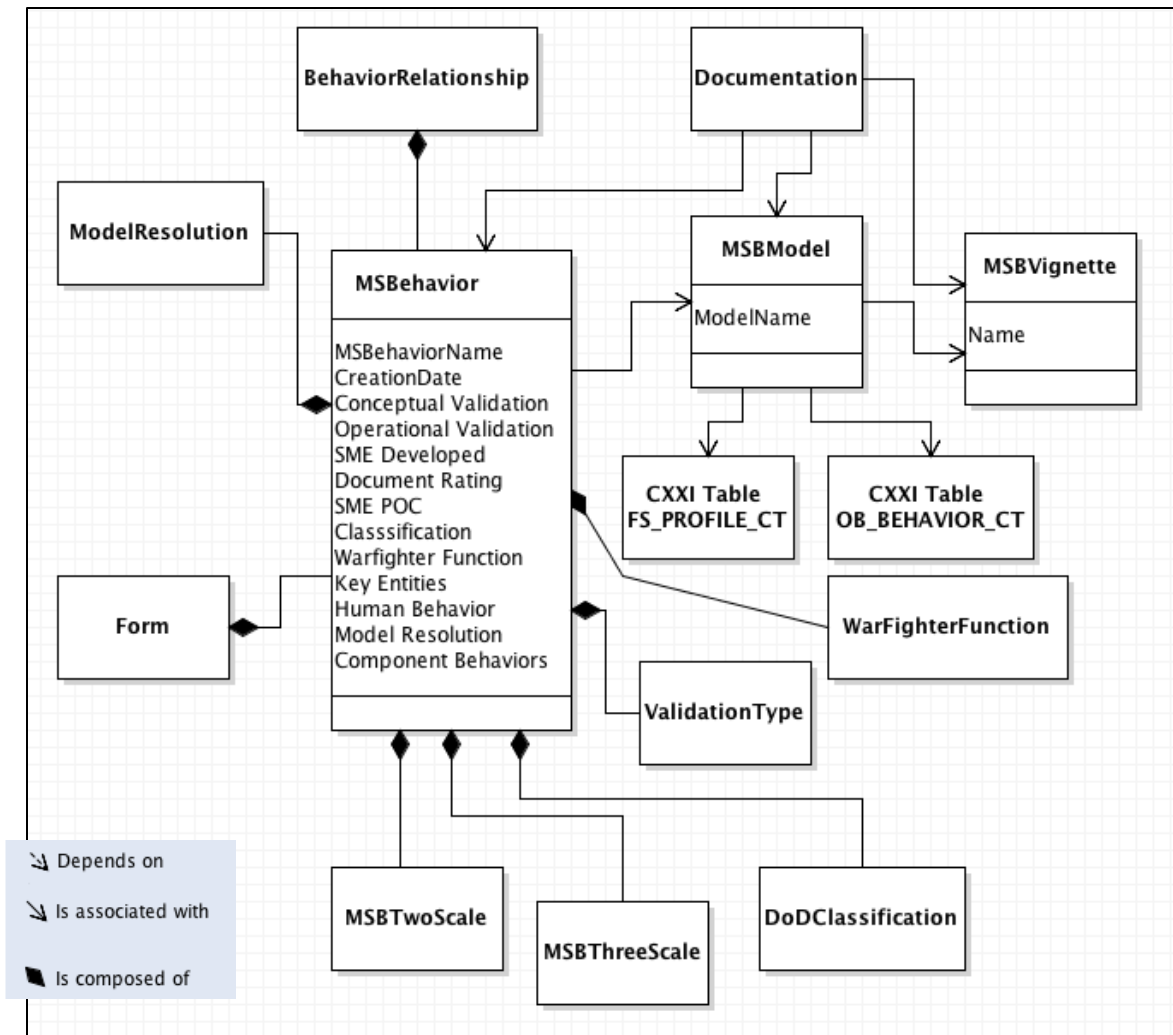 BehaviorRelationship
Documentation
ModelResolution
MSBModel
ModelName
MSBVignette
Name
MSBehavior
MSBehaviorName
CreationDate
Conceptual Validation
Operational Validation
SME Developed
Document Rating
SME POC
Classsification
Warfighter Function
Key Entities
Human Behavior
Model Resolution
Component Behaviors
CXXI Table
FS_PROFILE_CT
CXXI Table
OB_BEHAVIOR_CT
Form
WarFighterFunction
ValidationType
Depends on
Is associated with
Is composed of
MSBTwoScale
MSBThreeScale
DoDClassification